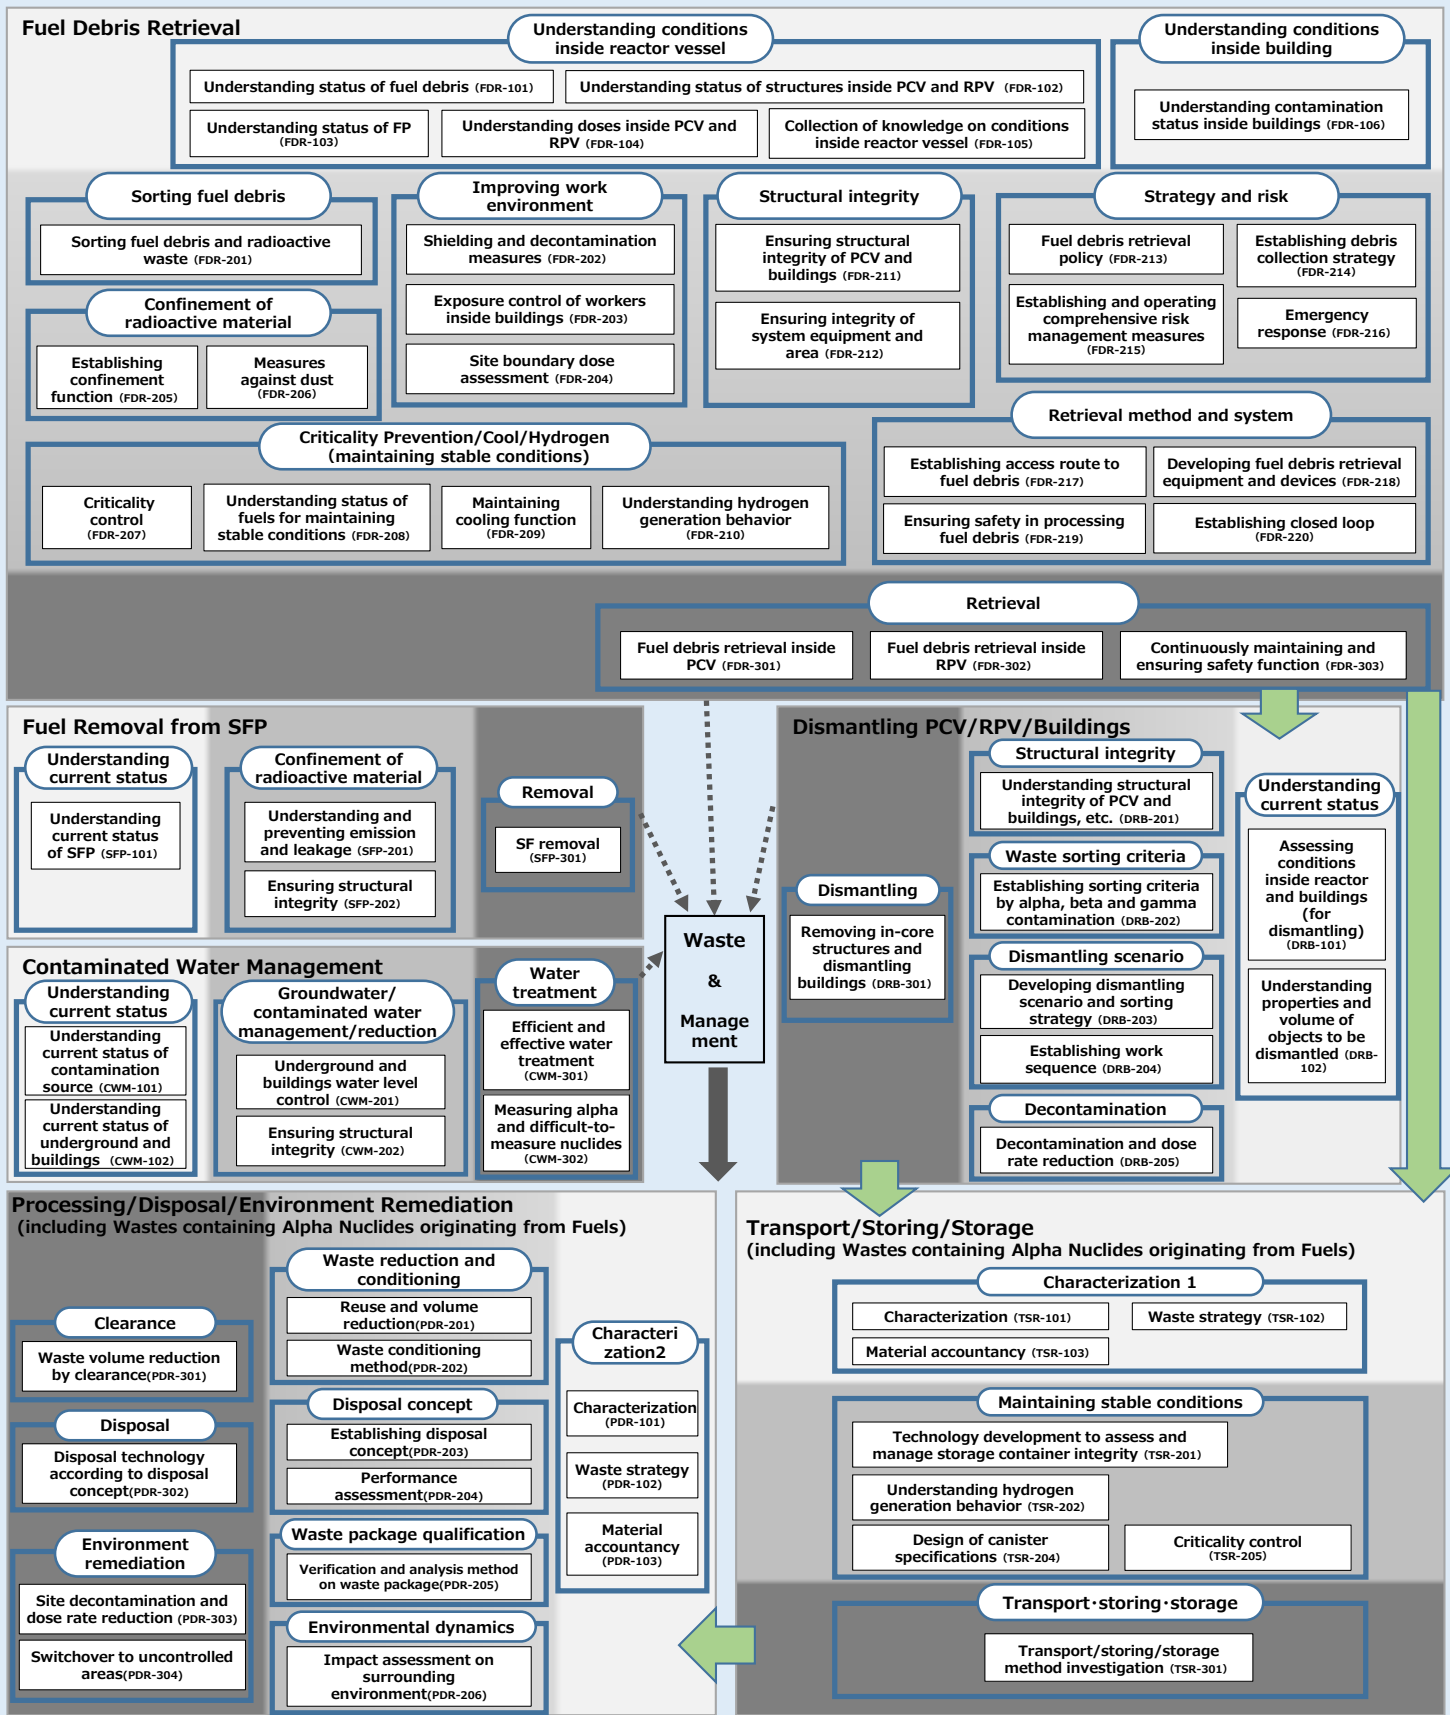 Fuel Debris Retrieval
Understanding conditions
inside reactor vessel
Understanding status of fuel debris (FDR-101)
Understanding status of structures inside PCV and RPV (FDR-102)
Understanding status of FP
(FDR-103)
Understanding doses inside PCV and
RPV (FDR-104)
Collection of knowledge on conditions
inside reactor vessel (FDR-105)
Understanding conditions
inside building
Understanding contamination
status inside buildings (FDR-106)
Sorting fuel debris
Sorting fuel debris and radioactive
waste (FDR-201)
Improving work
environment
Shielding and decontamination
measures (FDR-202)
Exposure control of workers
inside buildings (FDR-203)
Site boundary dose
assessment (FDR-204)
Structural integrity
Ensuring structural
integrity of PCV and
buildings (FDR-211)
Ensuring integrity of
system equipment and
area (FDR-212)
Strategy and risk
Fuel debris retrieval
policy (FDR-213)
Establishing debris
collection strategy
(FDR-214)
Establishing and operating
comprehensive risk
management measures
(FDR-215)
Emergency
response (FDR-216)
Confinement of
radioactive material
Establishing
confinement
function (FDR-205)
Measures
against dust
(FDR-206)
Criticality Prevention/Cool/Hydrogen
(maintaining stable conditions)
Criticality
control
(FDR-207)
Understanding status of
fuels for maintaining
stable conditions (FDR-208)
Maintaining
cooling function
(FDR-209)
Understanding hydrogen
generation behavior
(FDR-210)
Retrieval method and system
Establishing access route to
fuel debris (FDR-217)
Developing fuel debris retrieval
equipment and devices (FDR-218)
Ensuring safety in processing
fuel debris (FDR-219)
Establishing closed loop
(FDR-220)
Retrieval
Fuel debris retrieval inside
PCV (FDR-301)
Fuel debris retrieval inside
RPV (FDR-302)
Continuously maintaining and
ensuring safety function (FDR-303)
Fuel Removal from SFP
Understanding
current status
Understanding
current status
of SFP (SFP-101)
Confinement of
radioactive material
Understanding and
preventing emission
and leakage (SFP-201)
Ensuring structural
integrity (SFP-202)
Removal
SF removal
(SFP-301)
Contaminated Water Management
Understanding
current status
Understanding
current status of
contamination
source (CWM-101)
Understanding
current status of
underground and
buildings (CWM-102)
Groundwater/
contaminated water
management/reduction
Underground and
buildings water level
control (CWM-201)
Ensuring structural
integrity (CWM-202)
Water
treatment
Efficient and
effective water
treatment
(CWM-301)
Measuring alpha
and difficult-to-
measure nuclides
(CWM-302)
Waste
&
Manage
ment
Dismantling PCV/RPV/Buildings
Dismantling
Removing in-core
structures and
dismantling
buildings (DRB-301)
Structural integrity
Understanding structural
integrity of PCV and
buildings, etc. (DRB-201)
Waste sorting criteria
Establishing sorting criteria
by alpha, beta and gamma
contamination (DRB-202)
Dismantling scenario
Developing dismantling
scenario and sorting
strategy (DRB-203)
Establishing work
sequence (DRB-204)
Decontamination
Decontamination and dose
rate reduction (DRB-205)
Understanding
current status
Assessing
conditions
inside reactor
and buildings
(for
dismantling)
(DRB-101)
Understanding
properties and
volume of
objects to be
dismantled (DRB-
102)
Processing/Disposal/Environment Remediation
(including Wastes containing Alpha Nuclides originating from Fuels)
Clearance
Waste volume reduction
by clearance(PDR-301)
Disposal
Disposal technology
according to disposal
concept(PDR-302)
Environment
remediation
Site decontamination and
dose rate reduction (PDR-303)
Switchover to uncontrolled
areas(PDR-304)
Waste reduction and
conditioning
Reuse and volume
reduction(PDR-201)
Waste conditioning
method(PDR-202)
Disposal concept
Establishing disposal
concept(PDR-203)
Performance
assessment(PDR-204)
Waste package qualification
Verification and analysis method
on waste package(PDR-205)
Environmental dynamics
Impact assessment on
surrounding
environment(PDR-206)
Characteri
zation2
Characterization
(PDR-101)
Waste strategy
(PDR-102)
Material
accountancy
(PDR-103)
Transport/Storing/Storage
(including Wastes containing Alpha Nuclides originating from Fuels)
Characterization 1
Characterization (TSR-101)
Waste strategy (TSR-102)
Material accountancy (TSR-103)
Maintaining stable conditions
Technology development to assess and
manage storage container integrity (TSR-201)
Understanding hydrogen
generation behavior (TSR-202)
Design of canister
specifications (TSR-204)
Criticality control
(TSR-205)
Transport･storing･storage
Transport/storing/storage
method investigation (TSR-301)